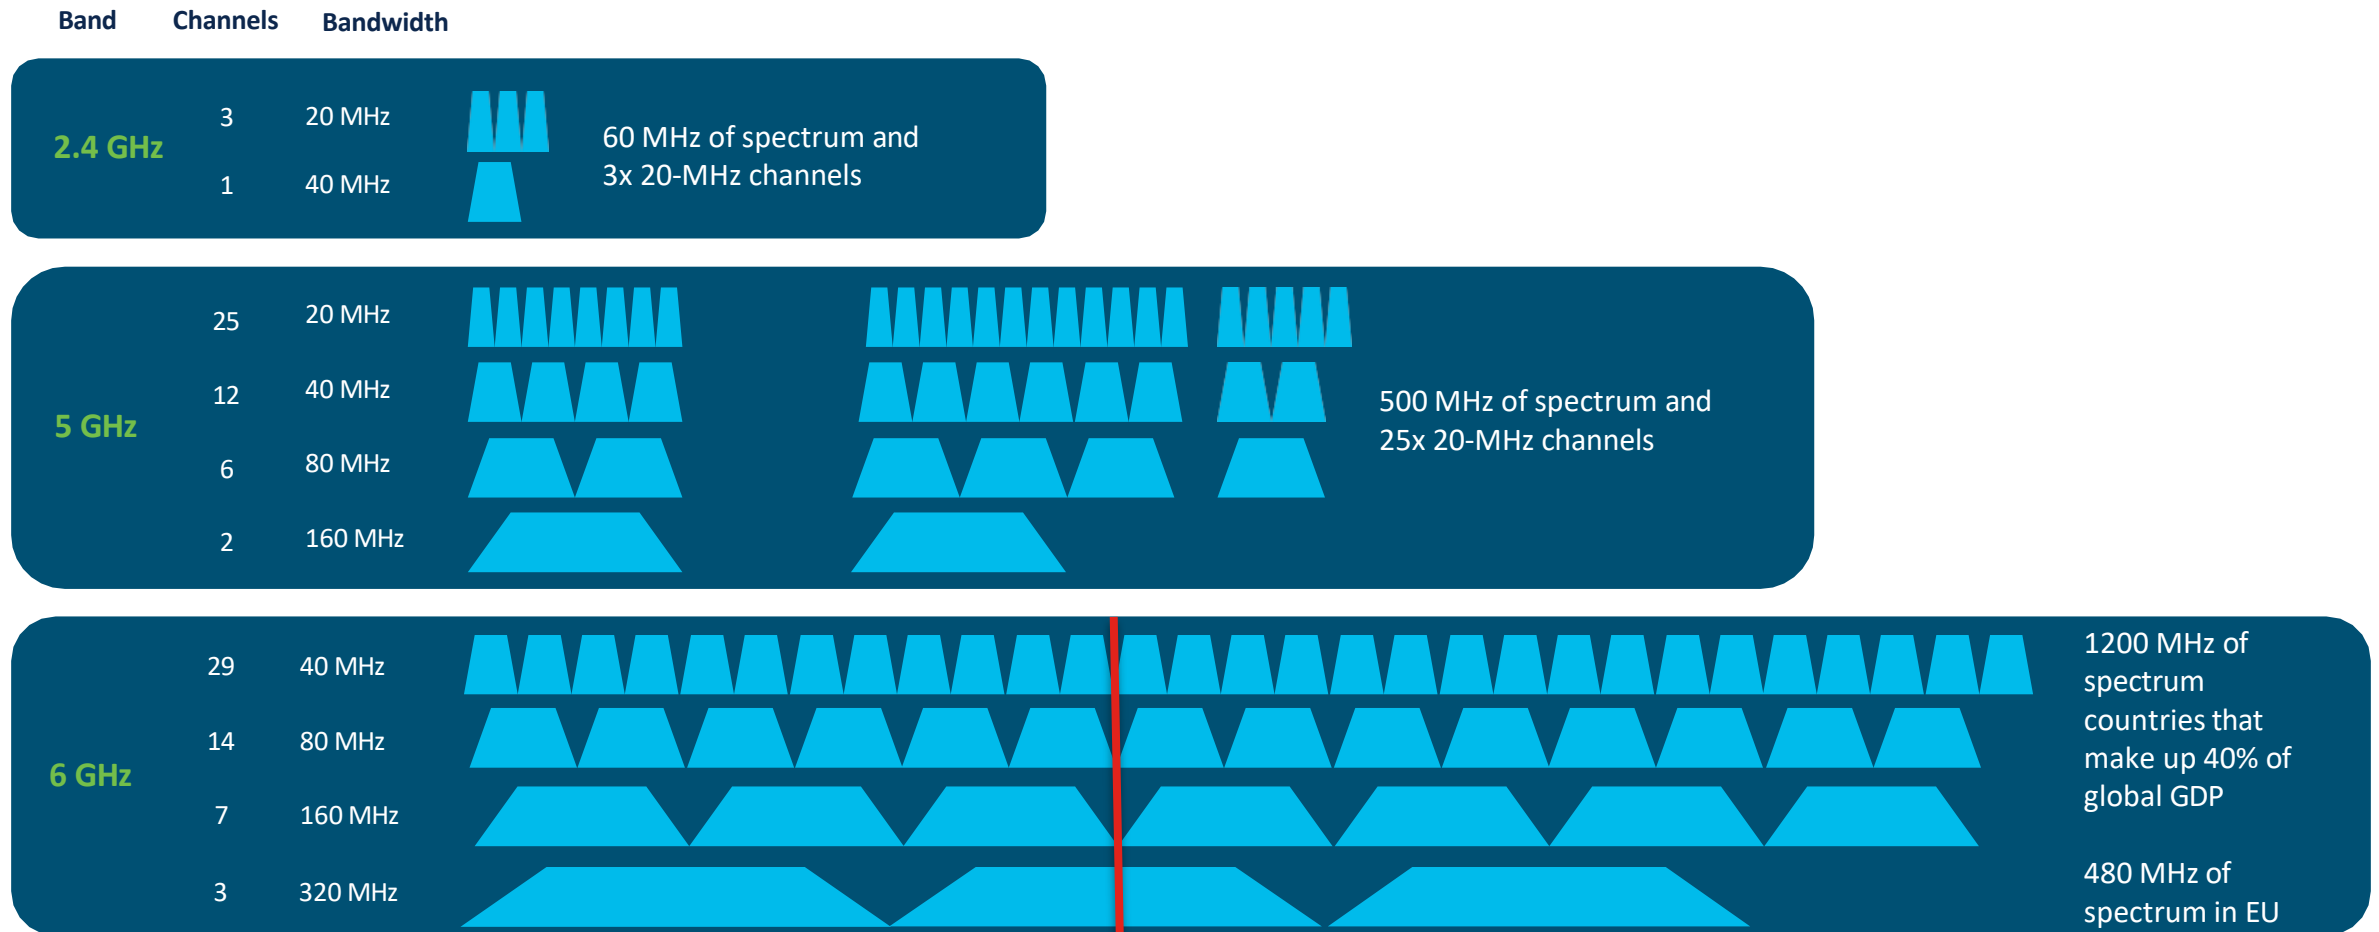 Band Channels Bandwidth
2.4 GHz
3 20 MHz
1 40 MHz
60 MHz of spectrum and
3x 20-MHz channels
5 GHz
25 20 MHz
12 40 MHz
6 80 MHz
2 160 MHz
500 MHz of spectrum and
25x 20-MHz channels
6 GHz
29 40 MHz
14 80 MHz
7 160 MHz
3 320 MHz
1200 MHz of
spectrum
countries that
make up 40% of
global GDP
480 MHz of
spectrum in EU